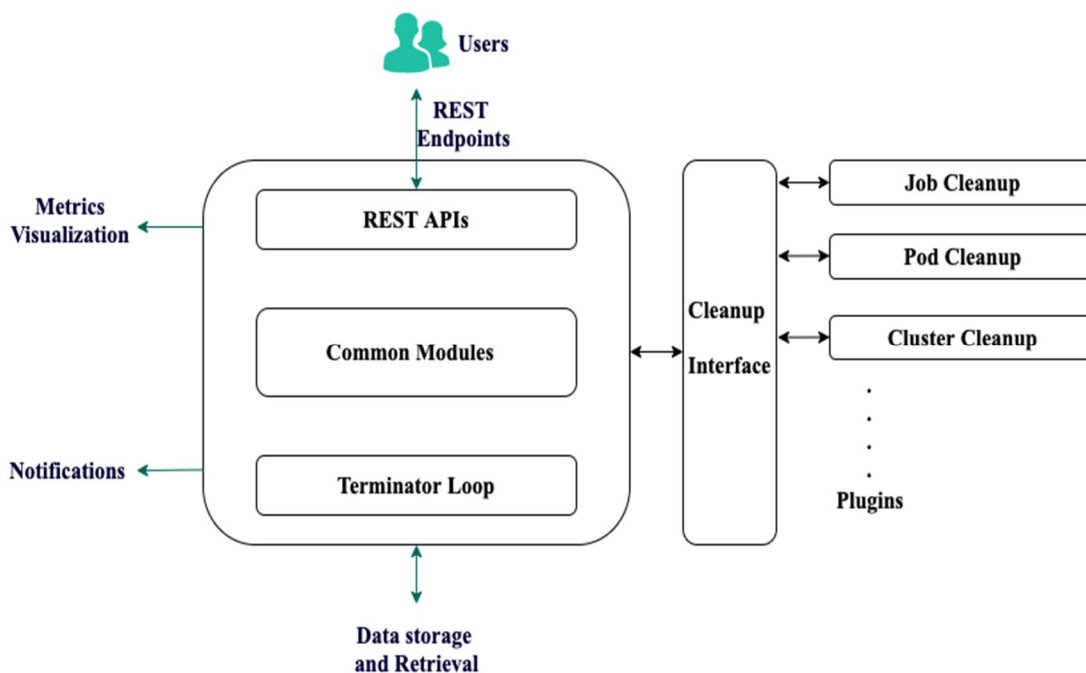 Users
REST
Endpoints
Metrics
Visualization
REST APIs
Common Modules
Terminator Loop
Notifications
Data storage
and Retrieval
Cleanup
Interface
Job Cleanup
Pod Cleanup
Cluster Cleanup
Plugins